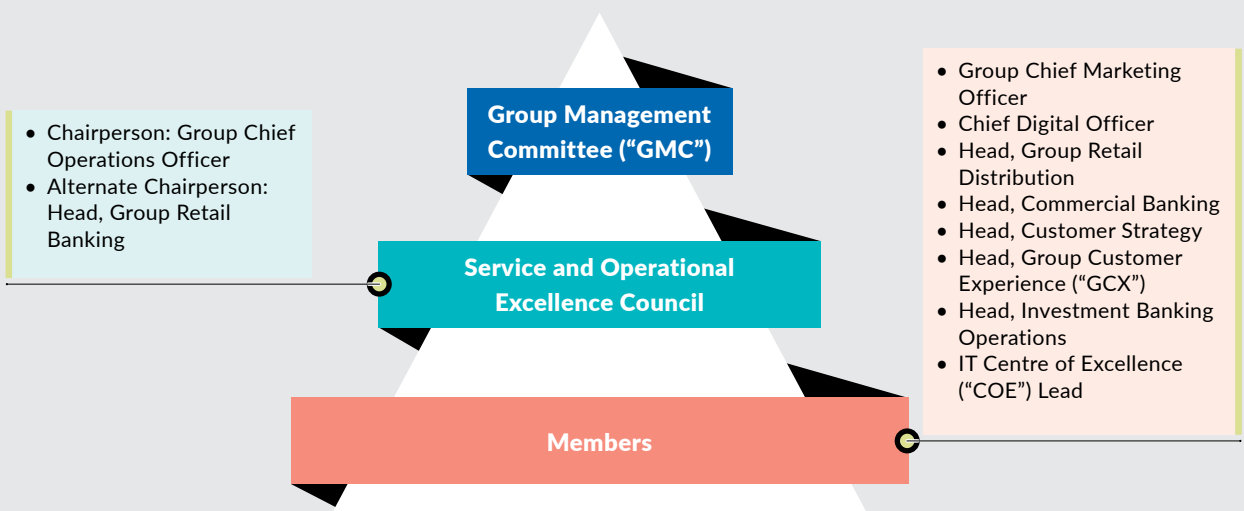 Group Management
Committee (“GMC”)
• Chairperson: Group Chief
Operations Officer
• Alternate Chairperson:
Head, Group Retail
Banking
Service and Operational
Excellence Council
Members
• Group Chief Marketing
Officer
• Chief Digital Officer
• Head, Group Retail
Distribution
• Head, Commercial Banking
• Head, Customer Strategy
• Head, Group Customer
Experience (“GCX”)
• Head, Investment Banking
Operations
• IT Centre of Excellence
(“COE”) Lead